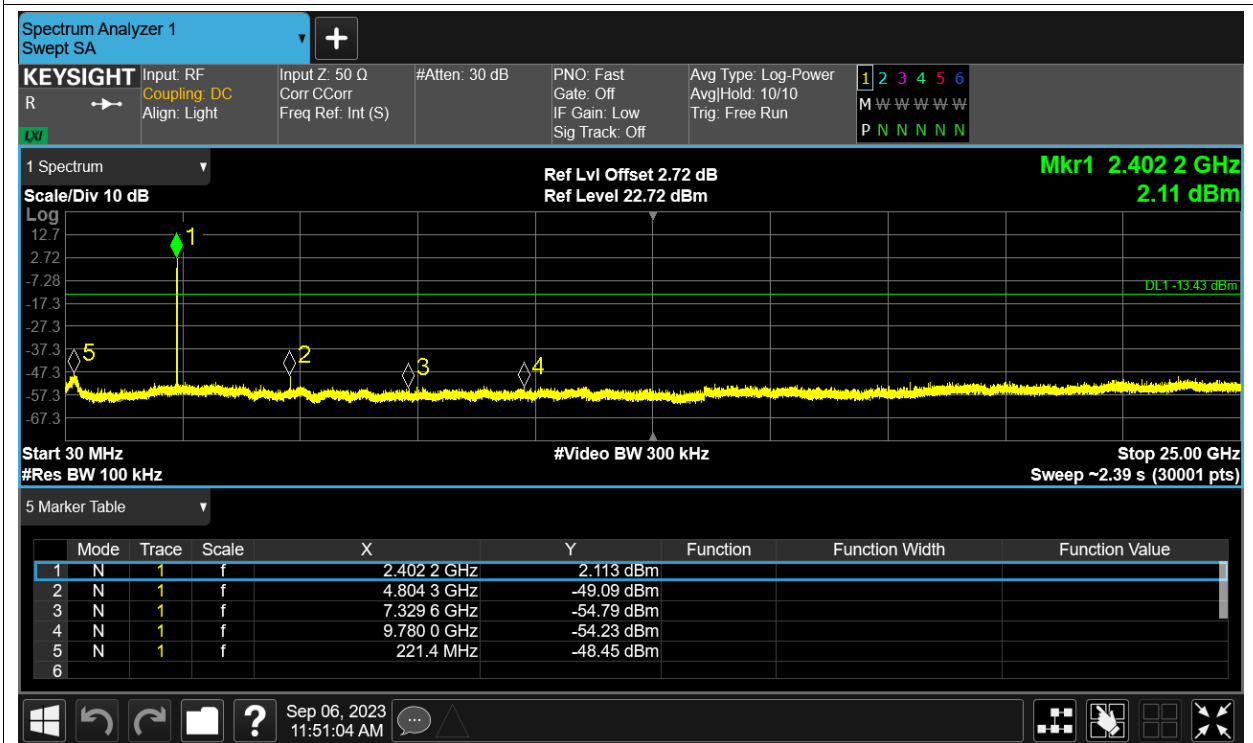 Spectrum Analyzer 1
Swept SA
KEYSIGHT
R
LXI
Input: RF
Coupling: DC
Align: Light
Input Z: 50 Ω
Corr CCorr
Freq Ref: Int (S)
#Atten: 30 dB
PNO: Fast
Gate: Off
IF Gain: Low
Sig Track: Off
Avg Type: Log-Power
Avg|Hold: 10/10
Trig: Free Run
1 2 3 4 5 6
M W W W W W
P N N N N N
1 Spectrum
Scale/Div 10 dB
Ref Lvl Offset 2.72 dB
Ref Level 22.72 dBm
Mkr1 2.402 2 GHz
2.11 dBm
Log
12.7
2.72
-7.28
-17.3
-27.3
-37.3
-47.3
-57.3
-67.3
1
5
2
3
4
DL1 -13.43 dBm
Start 30 MHz
#Video BW 300 kHz
Stop 25.00 GHz
#Res BW 100 kHz
Sweep ~2.39 s (30001 pts)
5 Marker Table
Mode Trace Scale X Y Function Function Width Function Value
1 N 1 f 2.402 2 GHz 2.113 dBm
2 N 1 f 4.804 3 GHz -49.09 dBm
3 N 1 f 7.329 6 GHz -54.79 dBm
4 N 1 f 9.780 0 GHz -54.23 dBm
5 N 1 f 221.4 MHz -48.45 dBm
6
?
Sep 06, 2023
11:51:04 AM